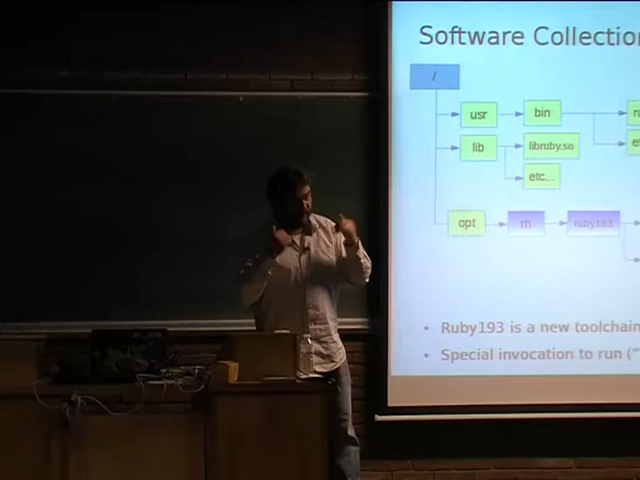 Software Collection
/
usr
bin
lib
libruby.so
etc...
opt
rh
ruby193
• Ruby193 is a new toolchain
• Special invocation to run ("